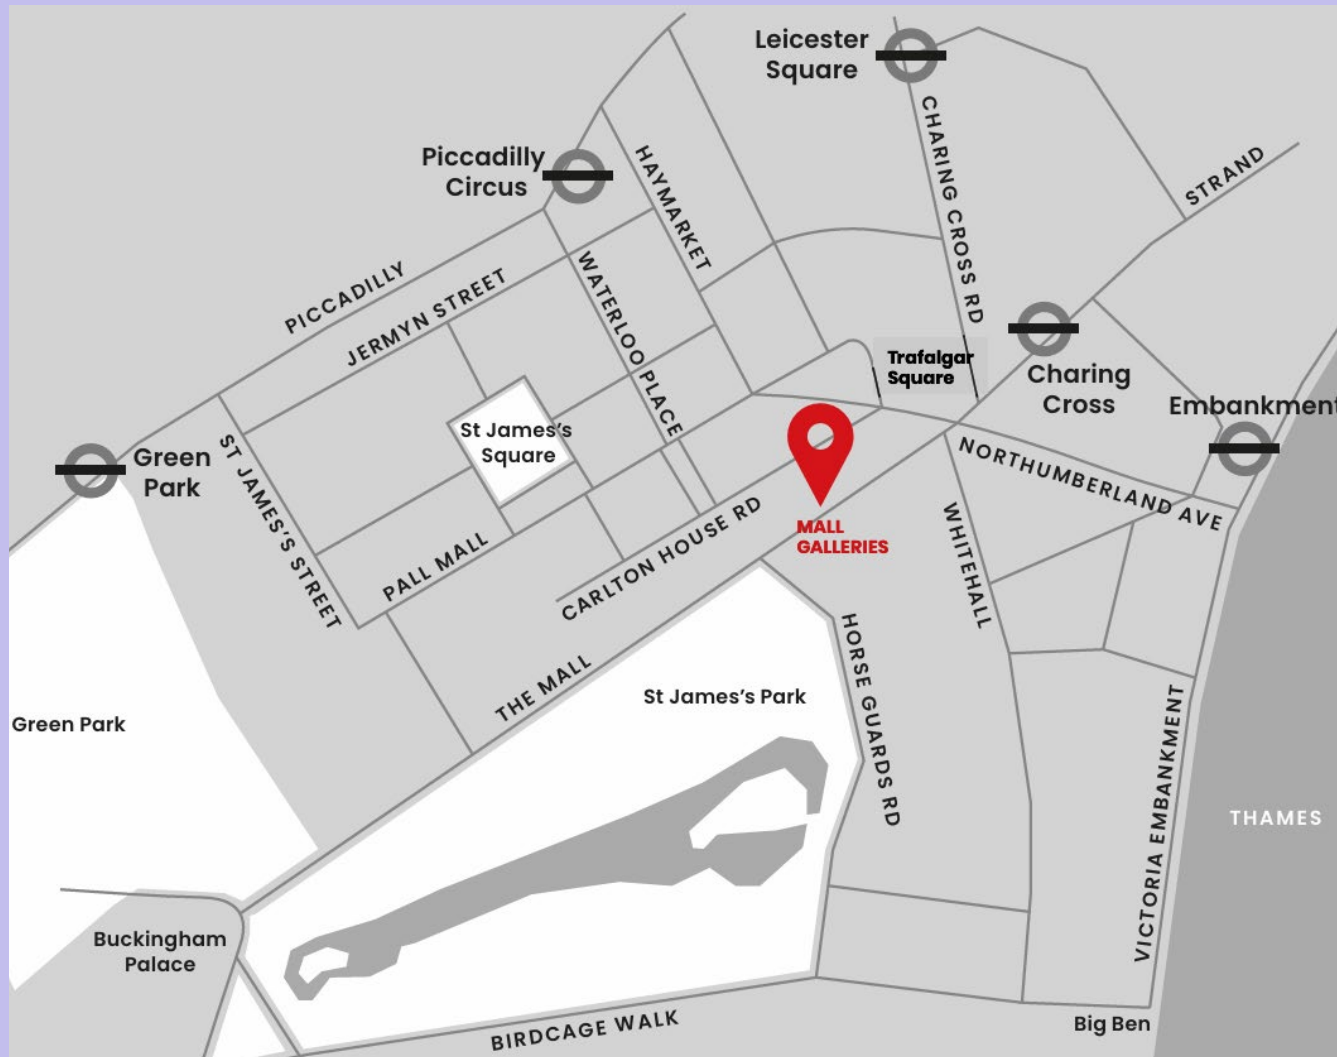 Leicester
Square
CHARING CROSS RD
STRAND
Piccadilly
Circus
HAYMARKET
PICCADILLY
JERMYN STREET
WATERLOO PLACE
Trafalgar
Square
Charing
Cross
Embankment
St James's
Square
Green
Park
ST JAMES'S STREET
PALL MALL
CARLTON HOUSE RD
MALL
GALLERIES
NORTHUMBERLAND AVE
WHITEHALL
THE MALL
HORSE GUARDS RD
St James's Park
Green Park
VICTORIA EMBANKMENT
THAMES
Buckingham
Palace
BIRDCAGE WALK
Big Ben